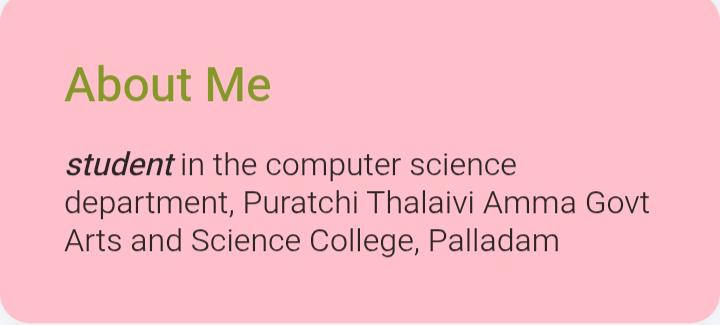 About Me
student in the computer science
department, Puratchi Thalaivi Amma Govt
Arts and Science College, Palladam